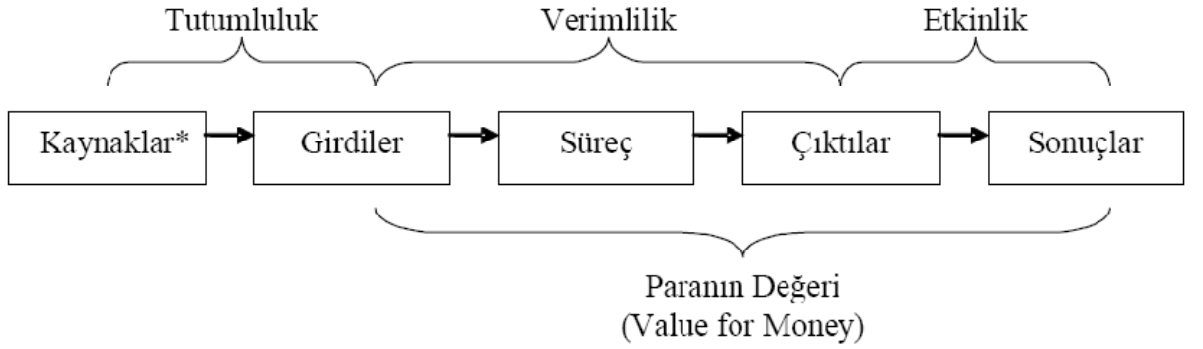 Tutumluluk Verimlilik Etkinlik
Kaynaklar* Girdiler Süreç Çıktılar Sonuçlar
Paranın Değeri
(Value for Money)